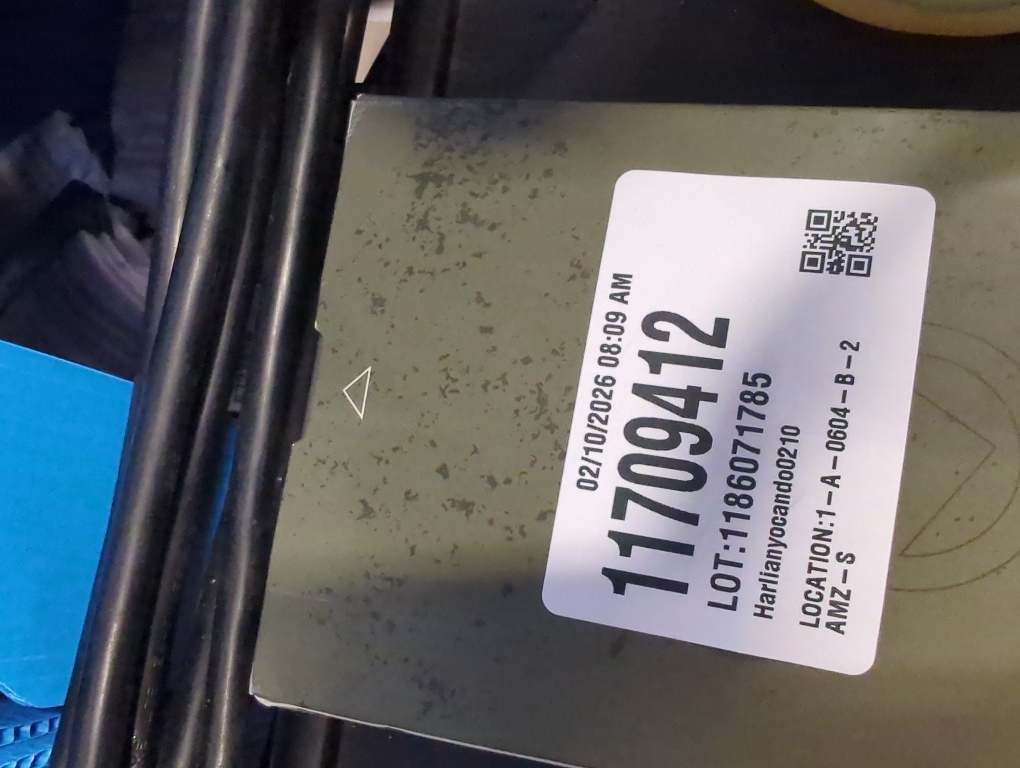 02/10/2026 08:09 AM
11709412
LOT:1186071785
Harlianyocando0210
LOCATION:1-A-0604-B-2
AMZ-S